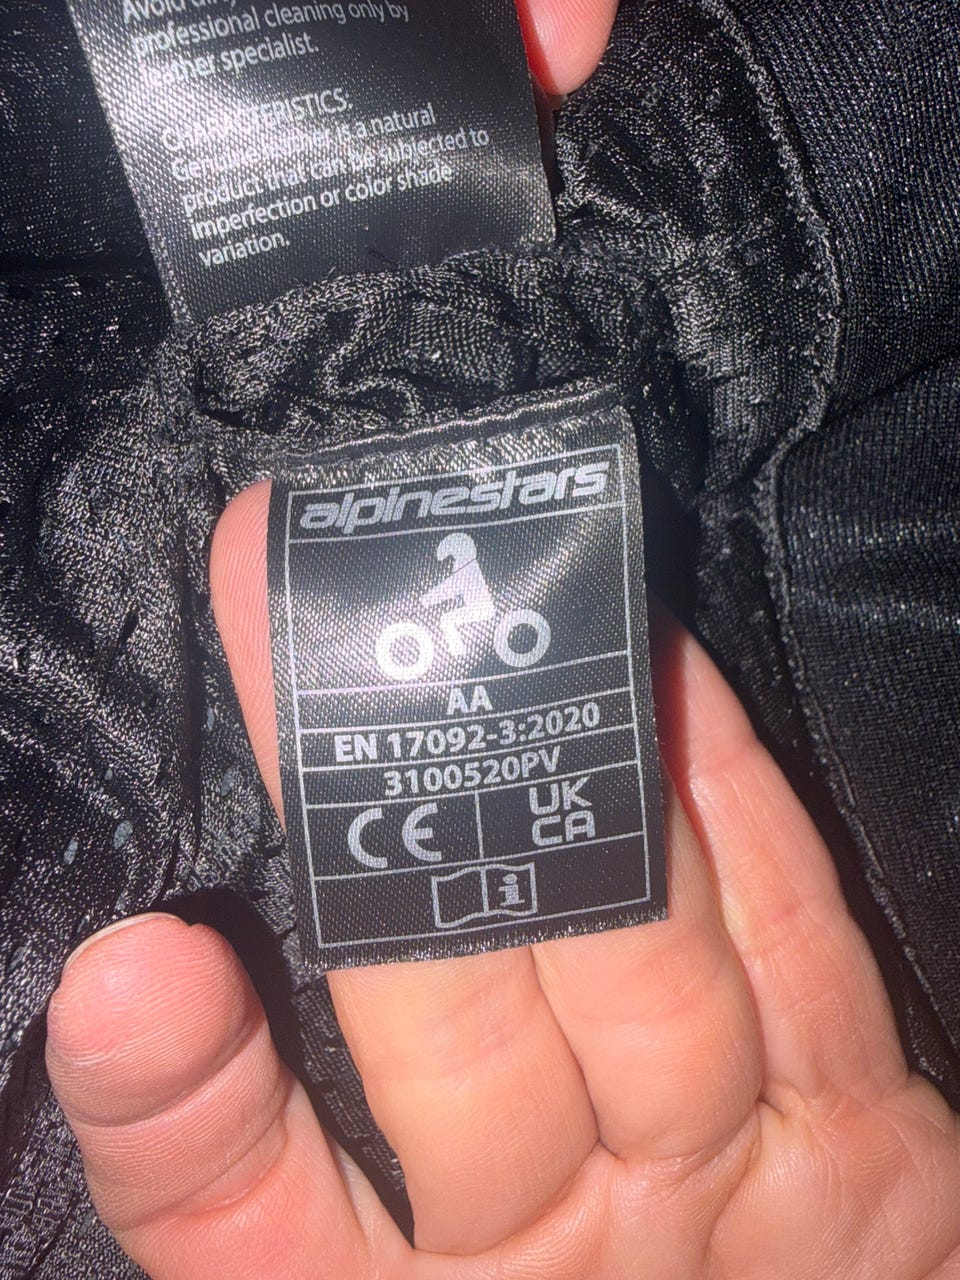 professional cleaning only by
leather specialist.
CHARACTERISTICS:
Genuine leather is a natural
product that can be subjected to
imperfection or color shade
variation.
alpinestars
AA
EN 17092-3:2020
3100520PV
CE
UK
CA
i